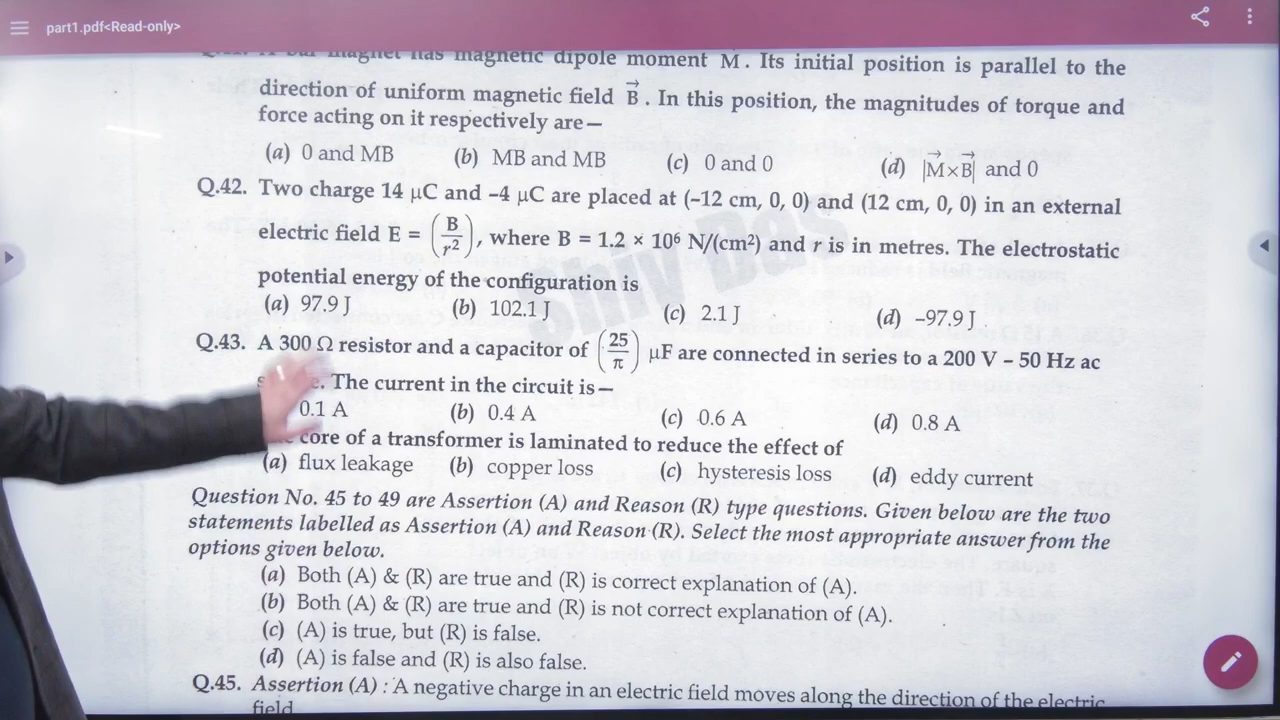 part1.pdf<Read-only>
magnet has magnetic dipole moment M. Its initial position is parallel to the
direction of uniform magnetic field B⃗. In this position, the magnitudes of torque and
force acting on it respectively are—
(a) 0 and MB (b) MB and MB (c) 0 and 0 (d) |M⃗×B⃗| and 0
Q.42. Two charge 14 μC and –4 μC are placed at (–12 cm, 0, 0) and (12 cm, 0, 0) in an external
electric field E = (B/r²), where B = 1.2 × 10⁶ N/(cm²) and r is in metres. The electrostatic
potential energy of the configuration is
(a) 97.9 J (b) 102.1 J (c) 2.1 J (d) –97.9 J
Q.43. A 300 Ω resistor and a capacitor of (25/π) μF are connected in series to a 200 V – 50 Hz ac
The current in the circuit is—
0.1 A (b) 0.4 A (c) 0.6 A (d) 0.8 A
core of a transformer is laminated to reduce the effect of
(a) flux leakage (b) copper loss (c) hysteresis loss (d) eddy current
Question No. 45 to 49 are Assertion (A) and Reason (R) type questions. Given below are the two
statements labelled as Assertion (A) and Reason (R). Select the most appropriate answer from the
options given below.
(a) Both (A) & (R) are true and (R) is correct explanation of (A).
(b) Both (A) & (R) are true and (R) is not correct explanation of (A).
(c) (A) is true, but (R) is false.
(d) (A) is false and (R) is also false.
Q.45. Assertion (A) : A negative charge in an electric field moves along the direction of the electric
field
Shiv Das